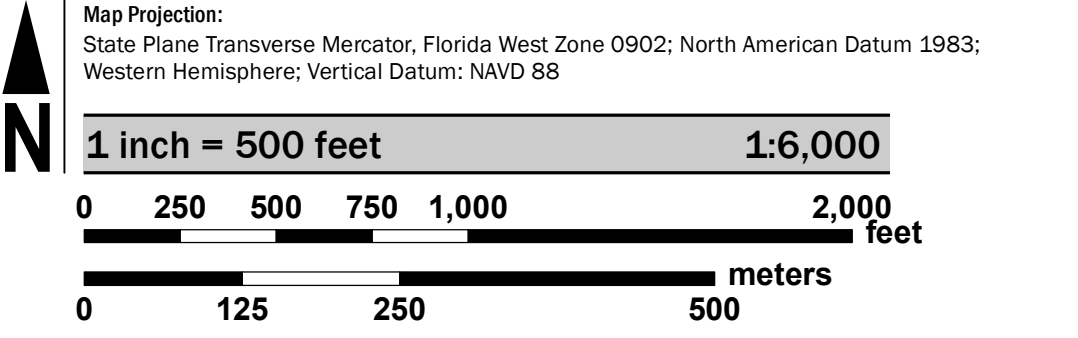 Map Projection:
State Plane Transverse Mercator, Florida West Zone 0902; North American Datum 1983;
Western Hemisphere; Vertical Datum: NAVD 88
N
1 inch = 500 feet 1:6,000
0 250 500 750 1,000 2,000
feet
meters
0 125 250 500